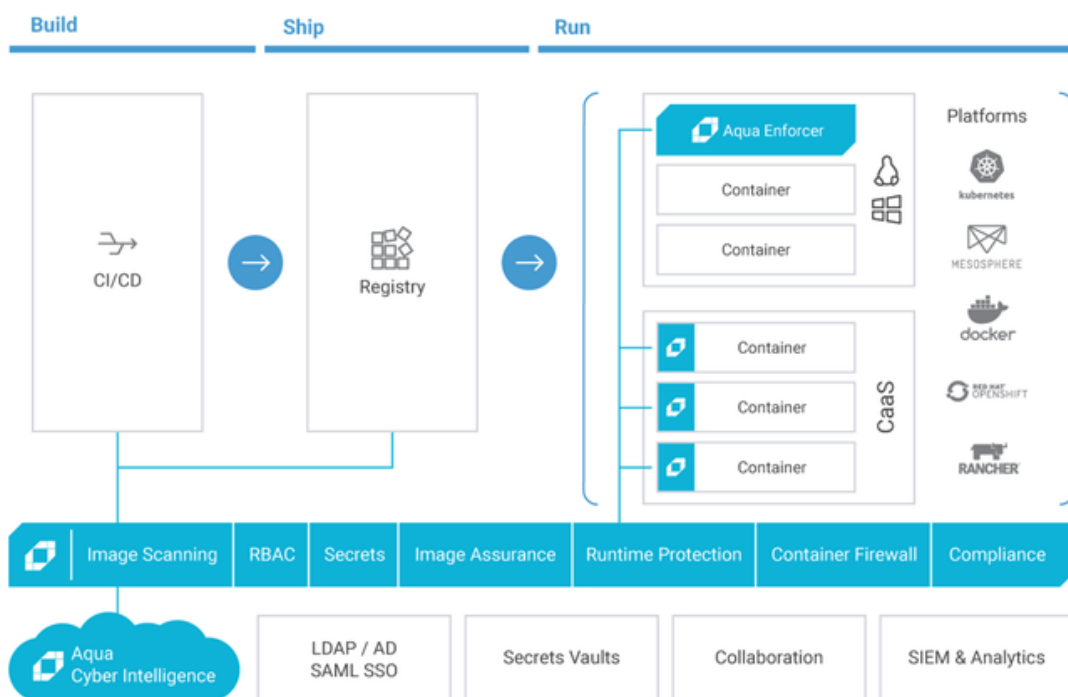 Build
Ship
Run
CI/CD
Registry
Aqua Enforcer
Container
Container
Container
Container
Container
CaaS
Platforms
kubernetes
MESOSPHERE
docker
RED HAT
OPENSHIFT
RANCHER
Image Scanning
RBAC
Secrets
Image Assurance
Runtime Protection
Container Firewall
Compliance
Aqua
Cyber Intelligence
LDAP / AD
SAML SSO
Secrets Vaults
Collaboration
SIEM & Analytics